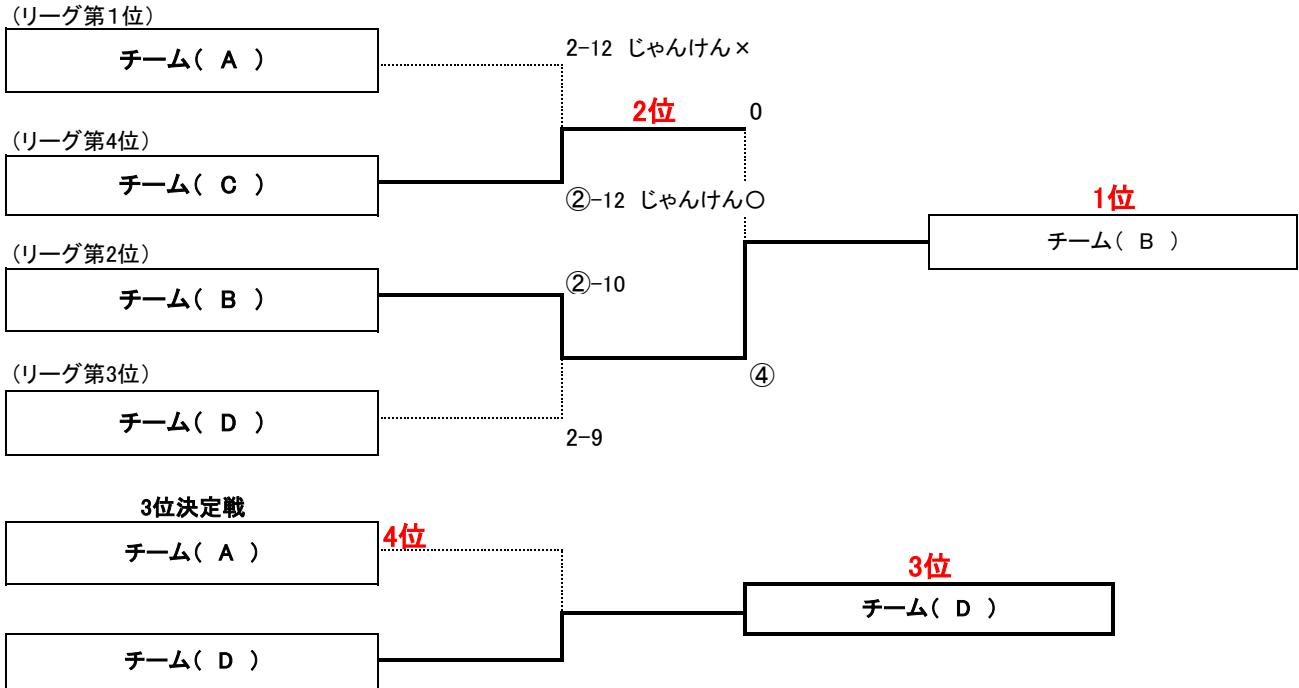 (リーグ第1位)
チーム( A )
2-12 じゃんけん×
2位
0
(リーグ第4位)
チーム( C )
②-12 じゃんけん○
1位
チーム( B )
(リーグ第2位)
チーム( B )
②-10
(リーグ第3位)
チーム( D )
④
2-9
3位決定戦
チーム( A )
4位
3位
チーム( D )
チーム( D )